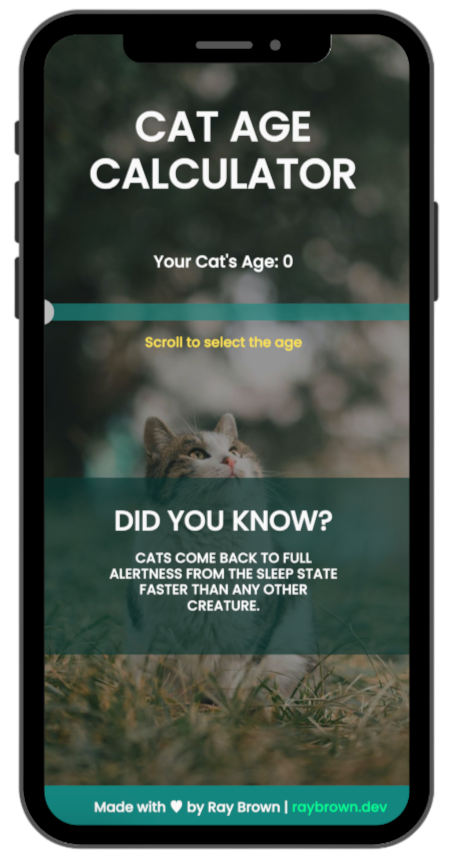 CAT AGE
CALCULATOR
Your Cat's Age: 0
Scroll to select the age
DID YOU KNOW?
CATS COME BACK TO FULL
ALERTNESS FROM THE SLEEP STATE
FASTER THAN ANY OTHER
CREATURE.
Made with ♥ by Ray Brown | raybrown.dev